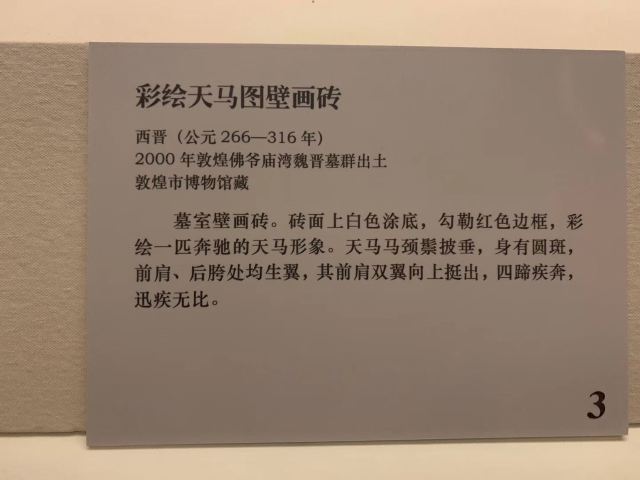 彩绘天马图壁画砖
西晋（公元 266—316 年）
2000 年敦煌佛爷庙湾魏晋墓群出土
敦煌市博物馆藏
墓室壁画砖。砖面上白色涂底，勾勒红色边框，彩
绘一匹奔驰的天马形象。天马马颈鬃披垂，身有圆斑，
前肩、后胯处均生翼，其前肩双翼向上挺出，四蹄疾奔，
迅疾无比。
3